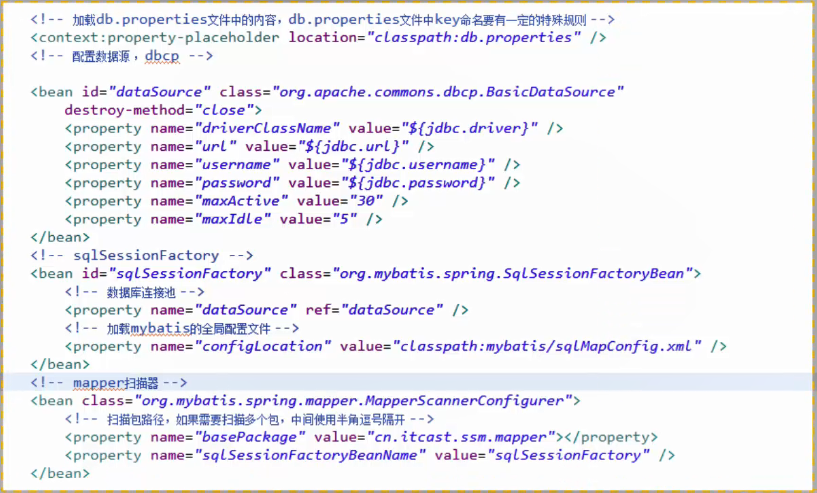 <!-- 加载db.properties文件中的内容，db.properties文件中key命名要有一定的特殊规则 -->
<context:property-placeholder location="classpath:db.properties" />
<!-- 配置数据源 ，dbcp -->
<bean id="dataSource" class="org.apache.commons.dbcp.BasicDataSource"
destroy-method="close">
<property name="driverClassName" value="${jdbc.driver}" />
<property name="url" value="${jdbc.url}" />
<property name="username" value="${jdbc.username}" />
<property name="password" value="${jdbc.password}" />
<property name="maxActive" value="30" />
<property name="maxIdle" value="5" />
</bean>
<!-- sqlSessionFactory -->
<bean id="sqlSessionFactory" class="org.mybatis.spring.SqlSessionFactoryBean">
<!-- 数据库连接池 -->
<property name="dataSource" ref="dataSource" />
<!-- 加载mybatis的全局配置文件 -->
<property name="configLocation" value="classpath:mybatis/sqlMapConfig.xml" />
</bean>
<!-- mapper扫描器 -->
<bean class="org.mybatis.spring.mapper.MapperScannerConfigurer">
<!-- 扫描包路径，如果需要扫描多个包，中间使用半角逗号隔开 -->
<property name="basePackage" value="cn.itcast.ssm.mapper"></property>
<property name="sqlSessionFactoryBeanName" value="sqlSessionFactory" />
</bean>